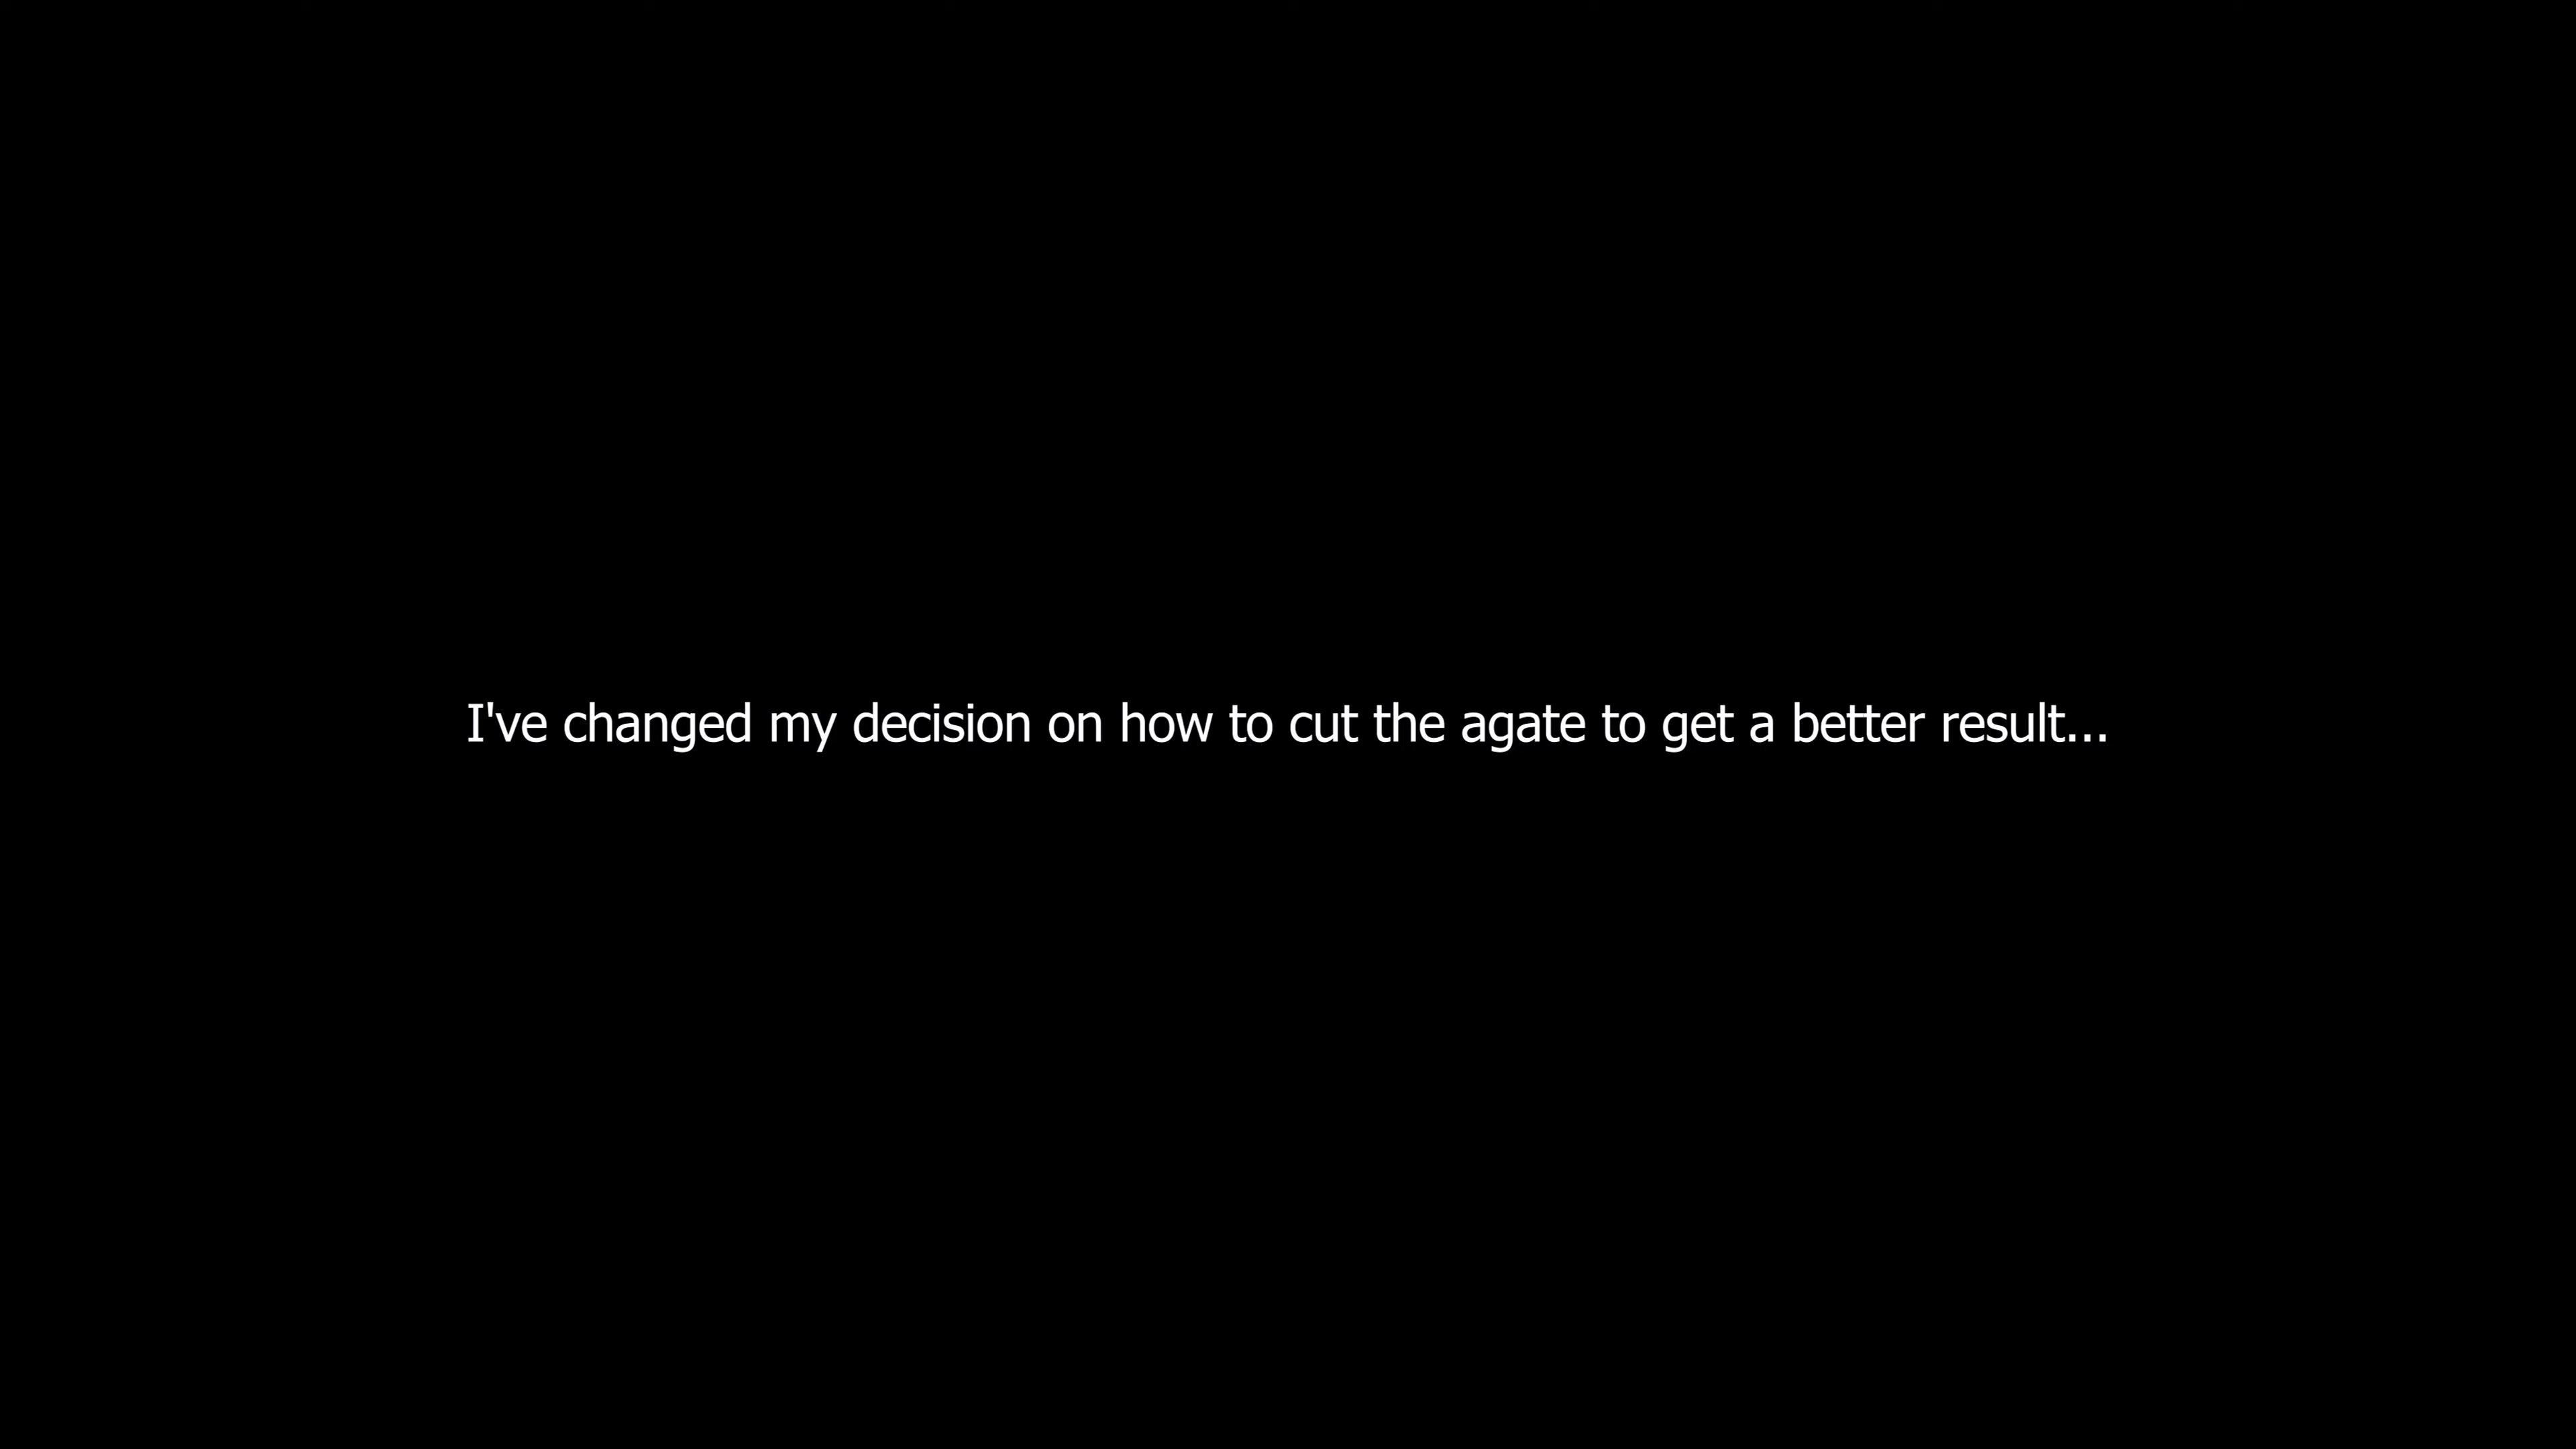 I've changed my decision on how to cut the agate to get a better result...